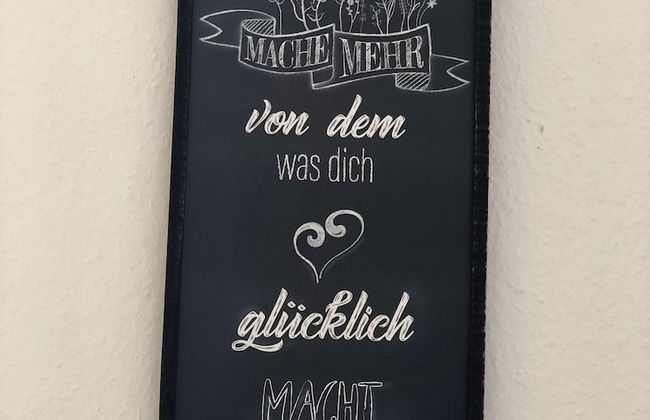 MACHE MEHR
von dem
was dich
glücklich
MACHT